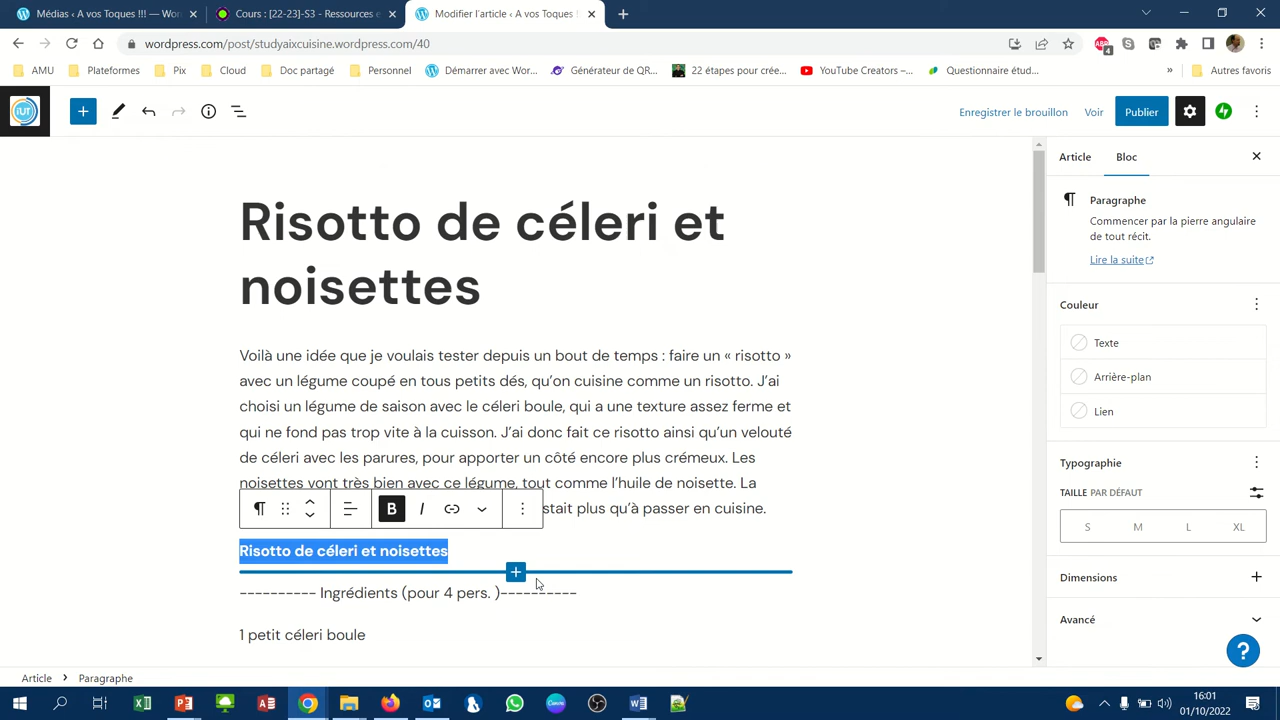 Médias ‹ A vos Toques !!! — Wo
Cours : [22-23]-S3 - Ressources e
Modifier l'article ‹ A vos Toques !
wordpress.com/post/studyaixcuisine.wordpress.com/40
4
AMU
Plateformes
Pix
Cloud
Doc partagé
Personnel
Démarrer avec Wor...
Générateur de QR...
22 étapes pour crée...
YouTube Creators –...
Questionnaire étud...
»
Autres favoris
iUT
Enregistrer le brouillon
Voir
Publier
Risotto de céleri et
noisettes
Voilà une idée que je voulais tester depuis un bout de temps : faire un « risotto »
avec un légume coupé en tous petits dés, qu'on cuisine comme un risotto. J'ai
choisi un légume de saison avec le céleri boule, qui a une texture assez ferme et
qui ne fond pas trop vite à la cuisson. J'ai donc fait ce risotto ainsi qu'un velouté
de céleri avec les parures, pour apporter un côté encore plus crémeux. Les
noisettes vont très bien avec ce légume, tout comme l'huile de noisette. La
stait plus qu'à passer en cuisine.
B I
Risotto de céleri et noisettes
---------- Ingrédients (pour 4 pers. )----------
1 petit céleri boule
Article
Bloc
Paragraphe
Commencer par la pierre angulaire
de tout récit.
Lire la suite
Couleur
Texte
Arrière-plan
Lien
Typographie
TAILLE PAR DÉFAUT
S M L XL
Dimensions
Avancé
?
Article > Paragraphe
16:01
01/10/2022